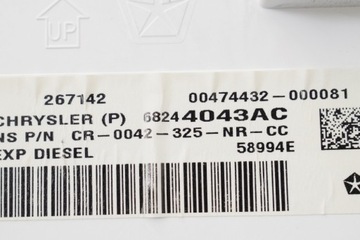 UP
267142 00474432-000081
CHRYSLER (P) 68244043AC
NS P/N CR-0042-325-NR-CC
EXP DIESEL 58994E